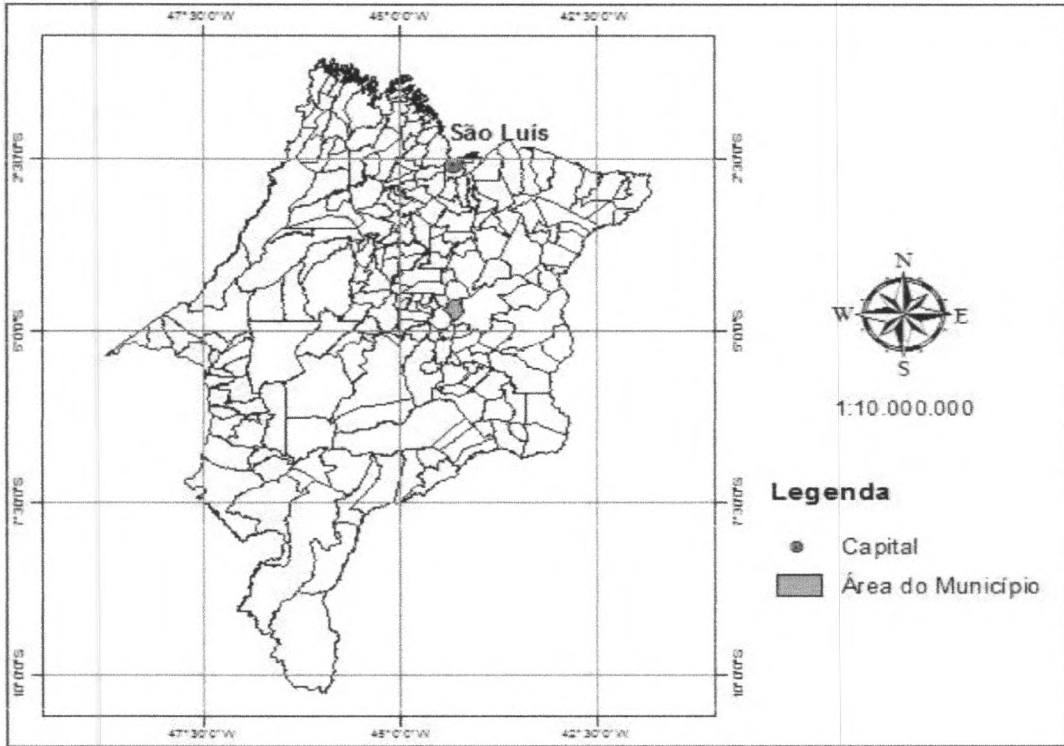 47°30'0"W 45°0'0"W 42°30'0"W
São Luís
2°30'0"S 2°30'0"S
N
W E
S
5°0'0"S 5°0'0"S
1:10.000.000
Legenda
7°30'0"S 7°30'0"S
Capital
Área do Município
10°0'0"S 10°0'0"S
47°30'0"W 45°0'0"W 42°30'0"W